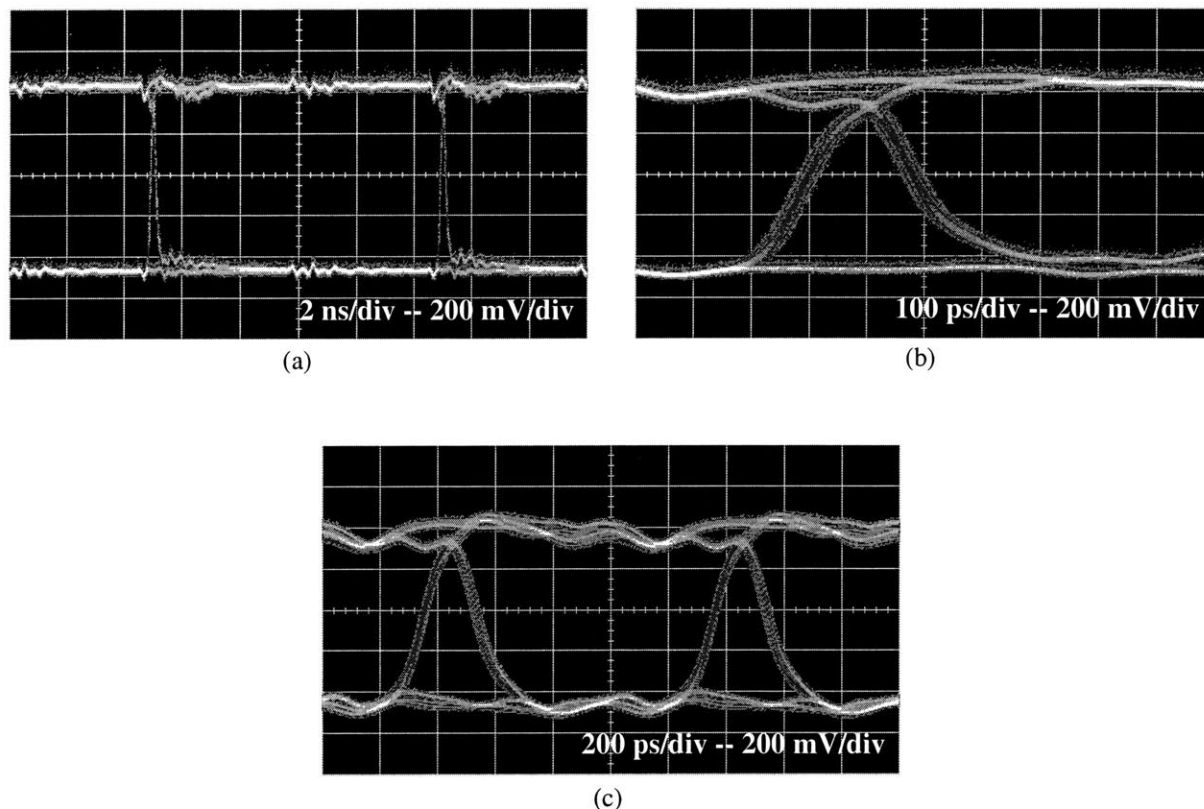 2 ns/div -- 200 mV/div
(a)
100 ps/div -- 200 mV/div
(b)
200 ps/div -- 200 mV/div
(c)